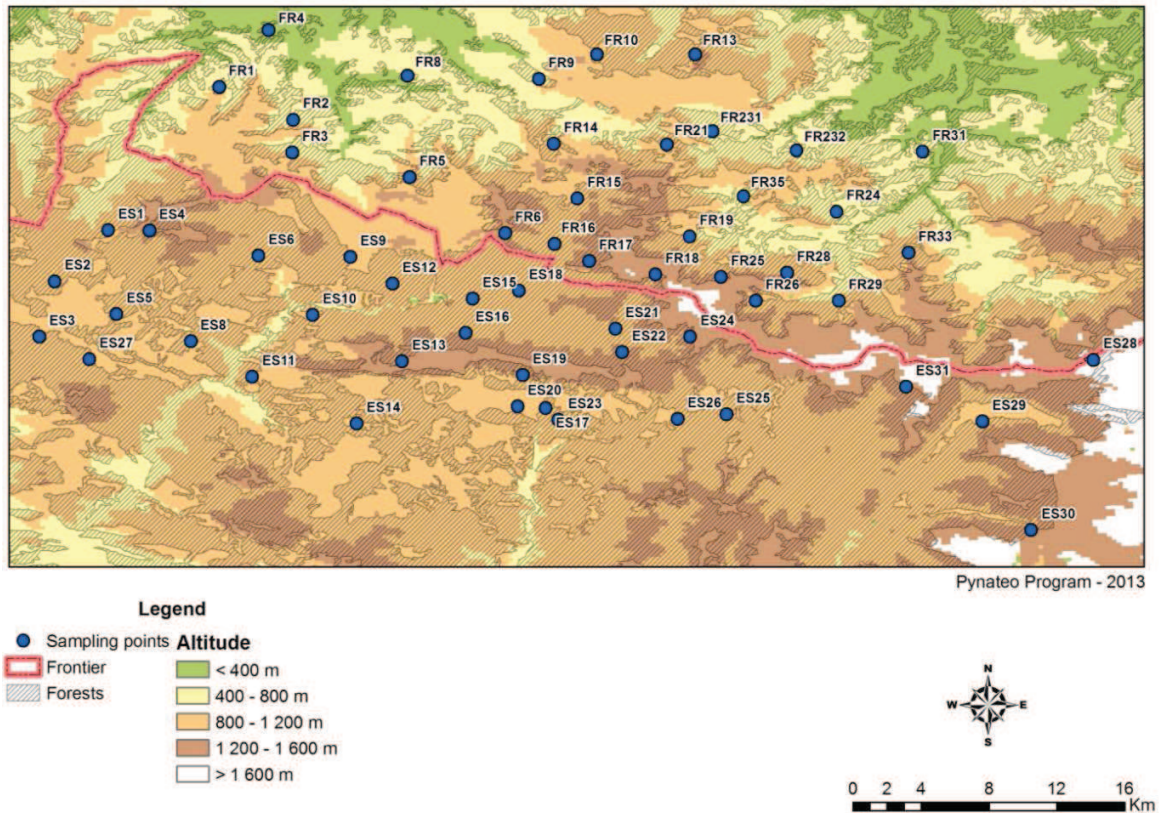 FR4
FR10
FR13
FR8
FR9
FR1
FR2
FR231
FR14
FR21
FR232
FR31
FR3
FR5
FR35
FR15
FR24
ES1
ES4
FR6
FR16
FR19
FR33
ES6
ES9
FR17
ES2
ES12
ES18
FR18
FR25
FR28
ES15
FR26
FR29
ES5
ES10
ES3
ES16
ES21
ES24
ES8
ES22
ES27
ES13
ES28
ES11
ES19
ES31
ES20
ES23
ES14
ES17
ES26
ES25
ES29
ES30
Pynateo Program - 2013
Legend
Sampling points
Frontier
Forests
Altitude
< 400 m
400 - 800 m
800 - 1 200 m
1 200 - 1 600 m
> 1 600 m
N
W E
S
0 2 4 8 12 16
Km